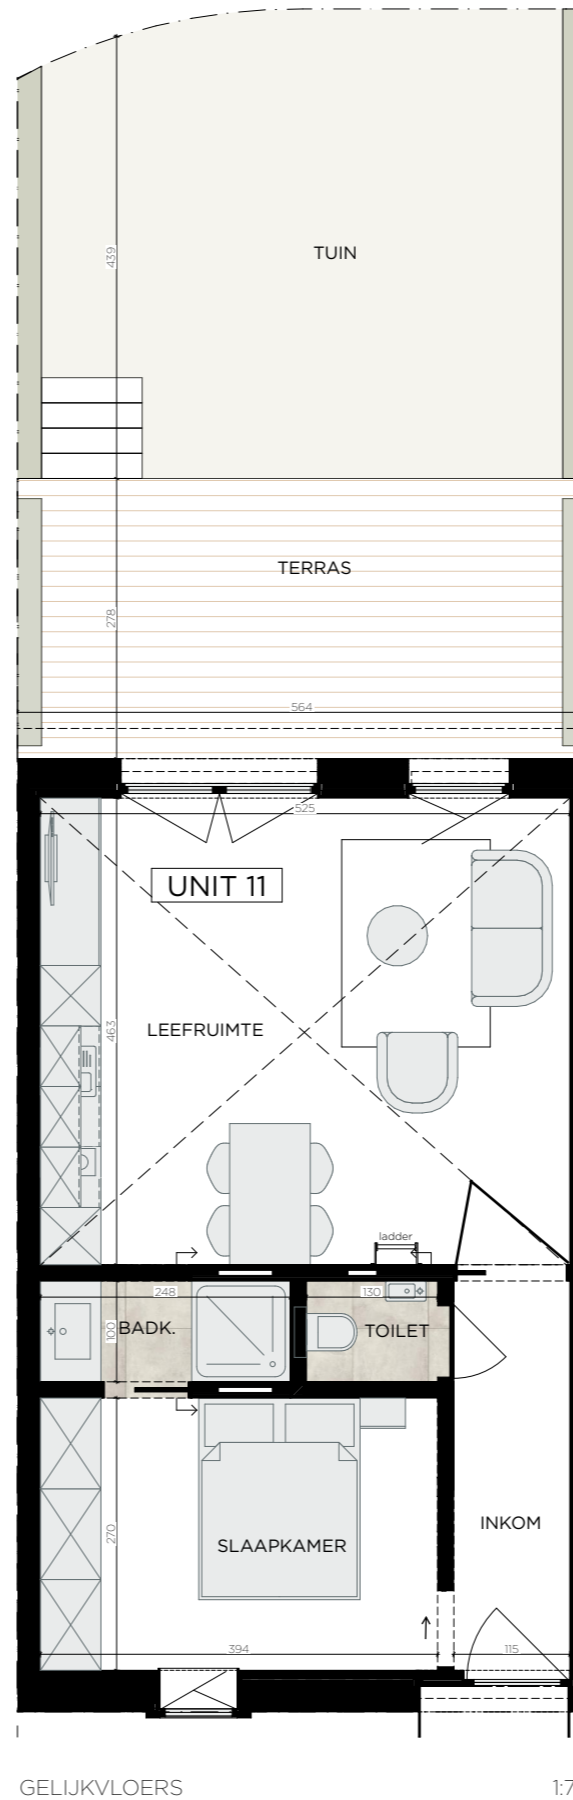 439
TUIN
TERRAS
278
564
525
UNIT 11
463
LEEFRUIMTE
ladder
248
130
100
BADK.
TOILET
270
SLAAPKAMER
INKOM
394
115
GELIJKVLOERS
1:7